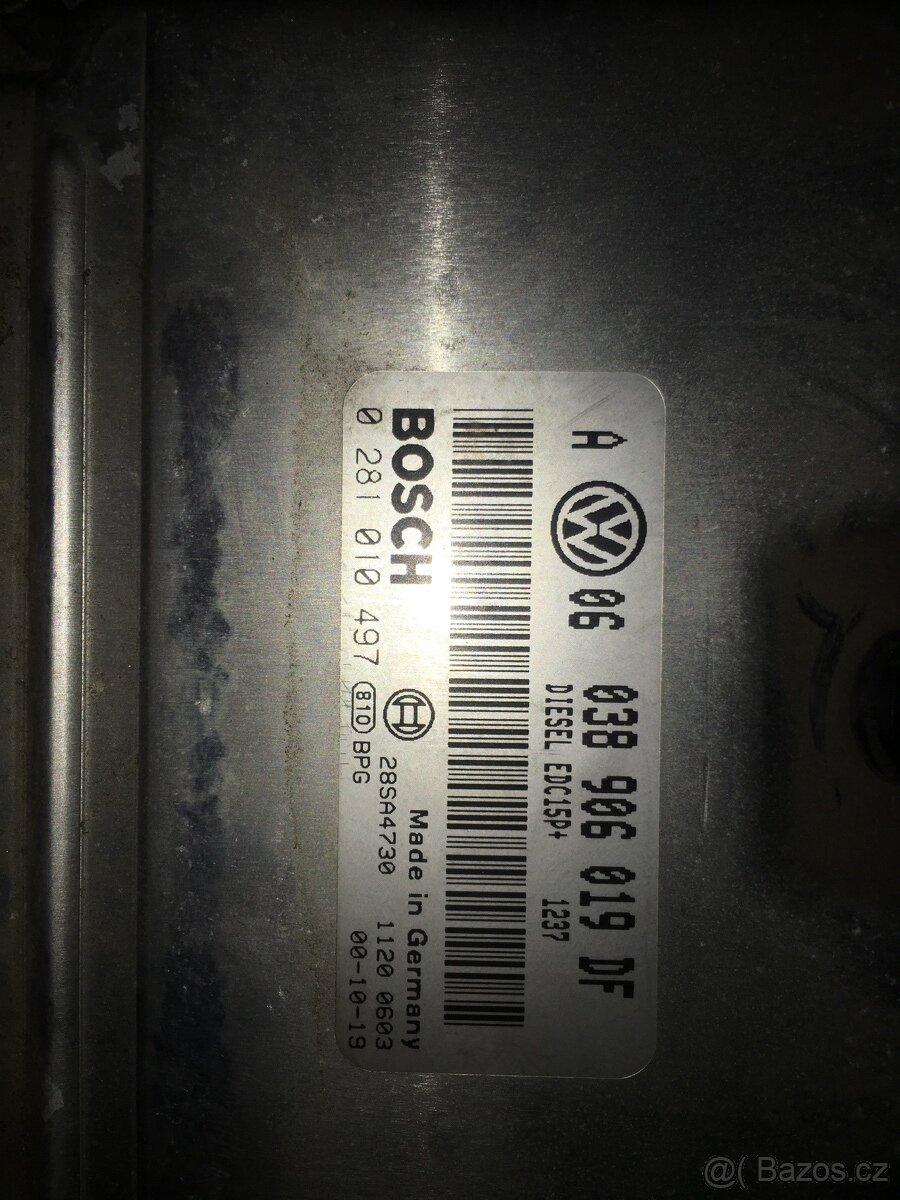 A VW 06 038 906 019 DF
DIESEL EDC15P+ 1237
BOSCH
0 281 010 497
Made in Germany
28SA4730 1120 0603
810 BPG 00-10-19
@( Bazos.cz